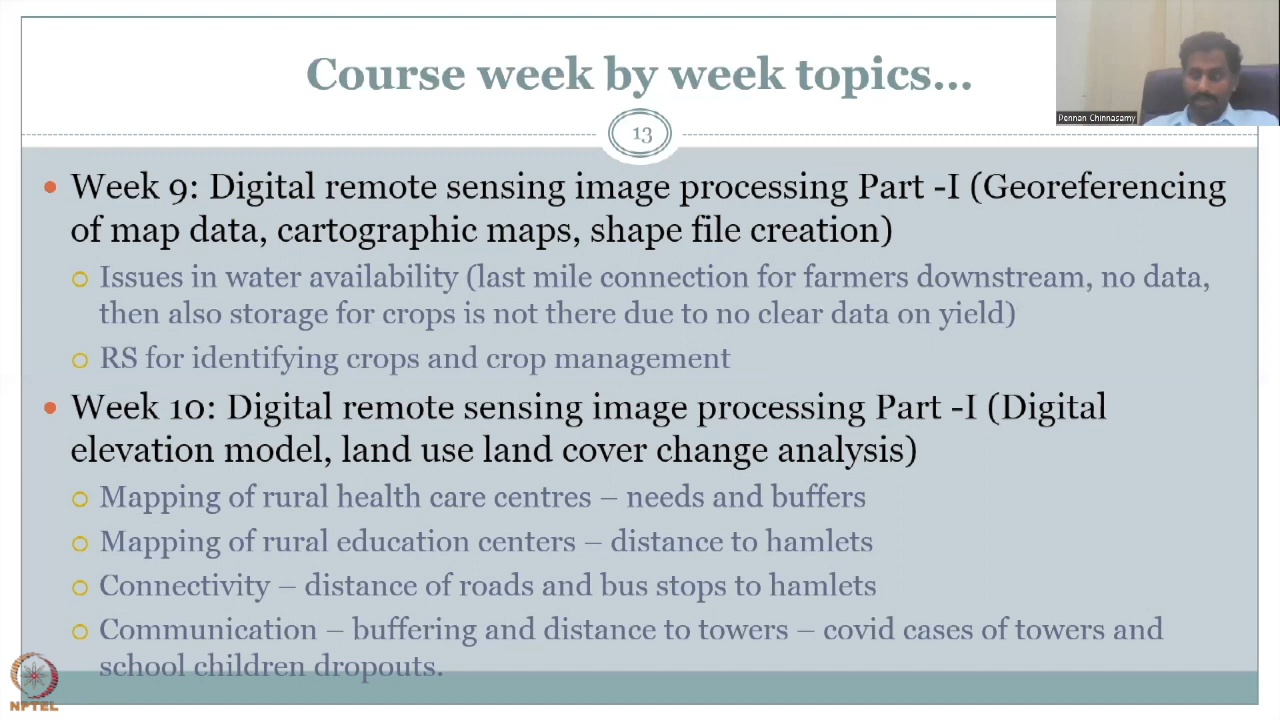 Course week by week topics...
Pennan Chinnasamy
13
• Week 9: Digital remote sensing image processing Part -I (Georeferencing
of map data, cartographic maps, shape file creation)
o Issues in water availability (last mile connection for farmers downstream, no data,
then also storage for crops is not there due to no clear data on yield)
o RS for identifying crops and crop management
• Week 10: Digital remote sensing image processing Part -I (Digital
elevation model, land use land cover change analysis)
o Mapping of rural health care centres – needs and buffers
o Mapping of rural education centers – distance to hamlets
o Connectivity – distance of roads and bus stops to hamlets
o Communication – buffering and distance to towers – covid cases of towers and
school children dropouts.
NPTEL